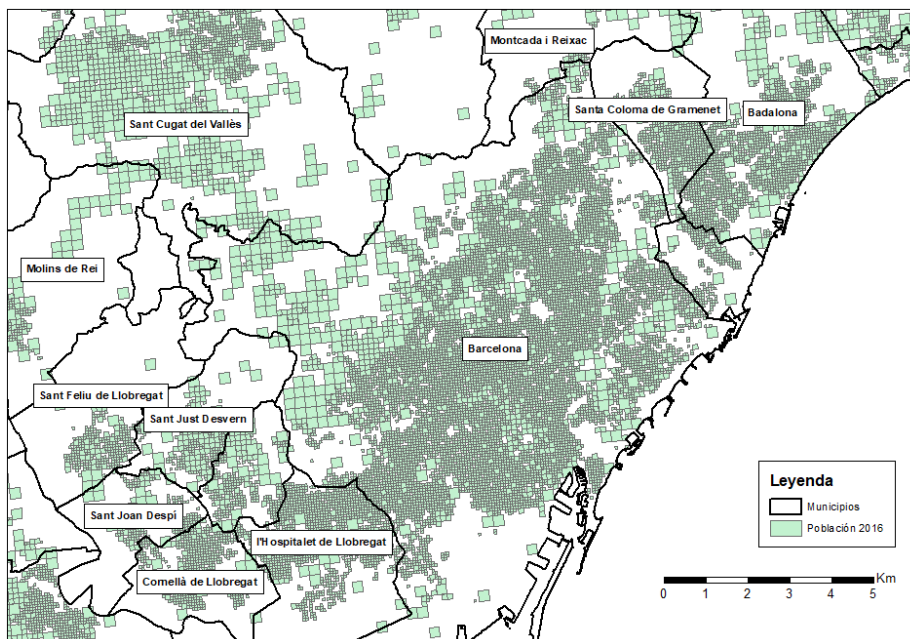 Montcada i Reixac
Santa Coloma de Gramenet
Badalona
Sant Cugat del Vallès
Molins de Rei
Barcelona
Sant Feliu de Llobregat
Sant Just Desvern
Sant Joan Despí
l'Hospitalet de Llobregat
Cornellà de Llobregat
Leyenda
Municipios
Población 2016
Km
0 1 2 3 4 5